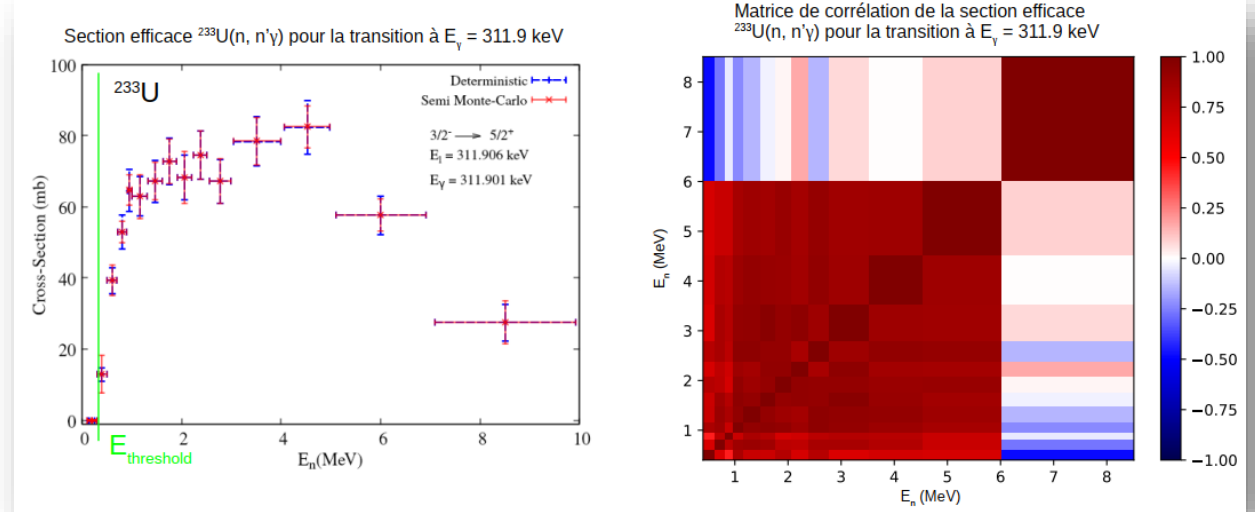 Section efficace ²³³U(n, n'γ) pour la transition à Eᵧ = 311.9 keV
100
80
60
40
20
0
Cross-Section (mb)
²³³U
Deterministic
Semi Monte-Carlo
3/2⁻ ⟶ 5/2⁺
Eᵢ = 311.906 keV
Eᵧ = 311.901 keV
0 2 4 6 8 10
Eₙ(MeV)
E threshold
Matrice de corrélation de la section efficace
²³³U(n, n'γ) pour la transition à Eᵧ = 311.9 keV
8
7
6
5
4
3
2
1
Eₙ (MeV)
1 2 3 4 5 6 7 8
Eₙ (MeV)
1.00
0.75
0.50
0.25
0.00
−0.25
−0.50
−0.75
−1.00